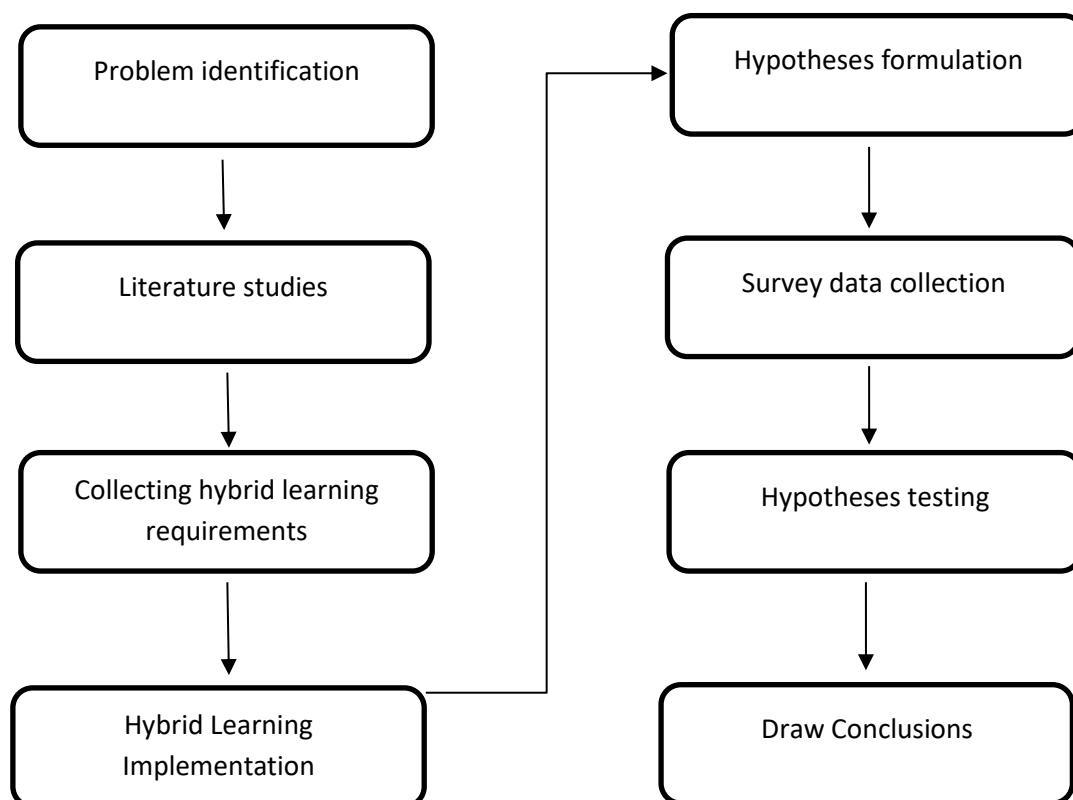 Problem identification
Literature studies
Collecting hybrid learning
requirements
Hybrid Learning
Implementation
Hypotheses formulation
Survey data collection
Hypotheses testing
Draw Conclusions